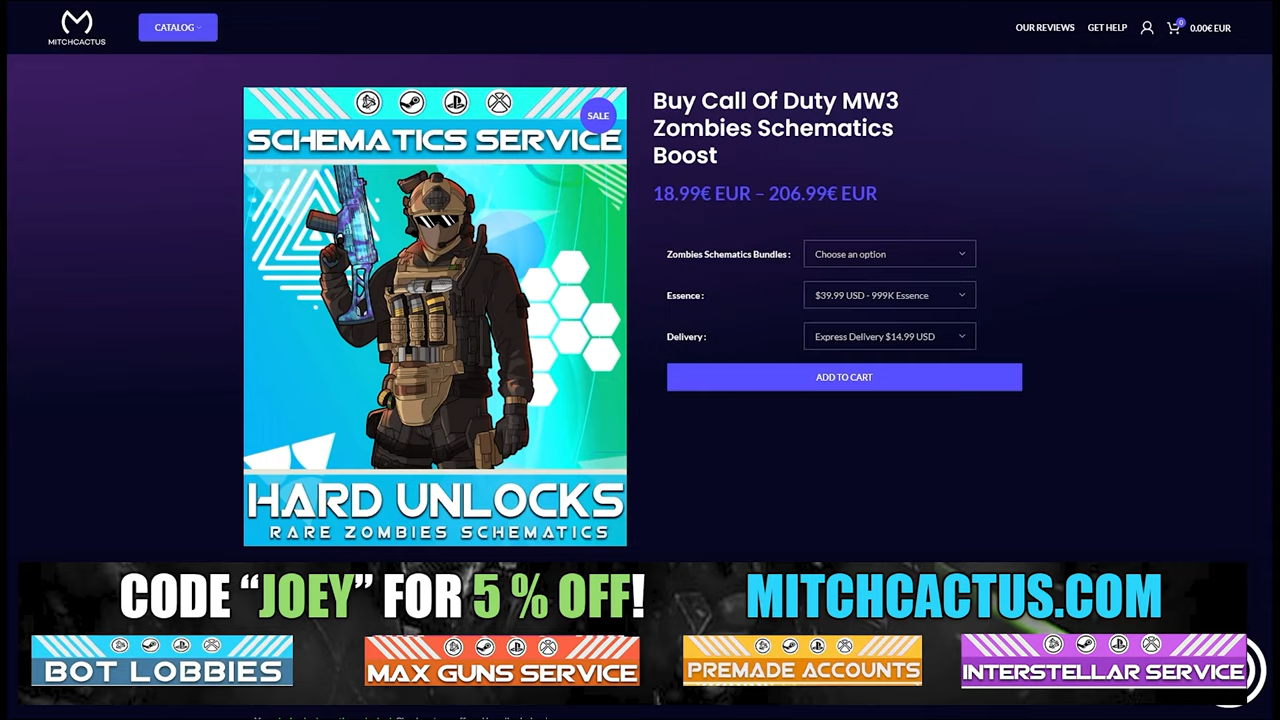 MITCHCACTUS
CATALOG
OUR REVIEWS
GET HELP
0
0.00€ EUR
SALE
SCHEMATICS SERVICE
HARD UNLOCKS
RARE ZOMBIES SCHEMATICS
Buy Call Of Duty MW3
Zombies Schematics
Boost
18.99€ EUR – 206.99€ EUR
Zombies Schematics Bundles : Choose an option
Essence : $39.99 USD - 999K Essence
Delivery : Express Delivery $14.99 USD
ADD TO CART
CODE “JOEY” FOR 5 % OFF! MITCHCACTUS.COM
BOT LOBBIES
MAX GUNS SERVICE
PREMADE ACCOUNTS
INTERSTELLAR SERVICE